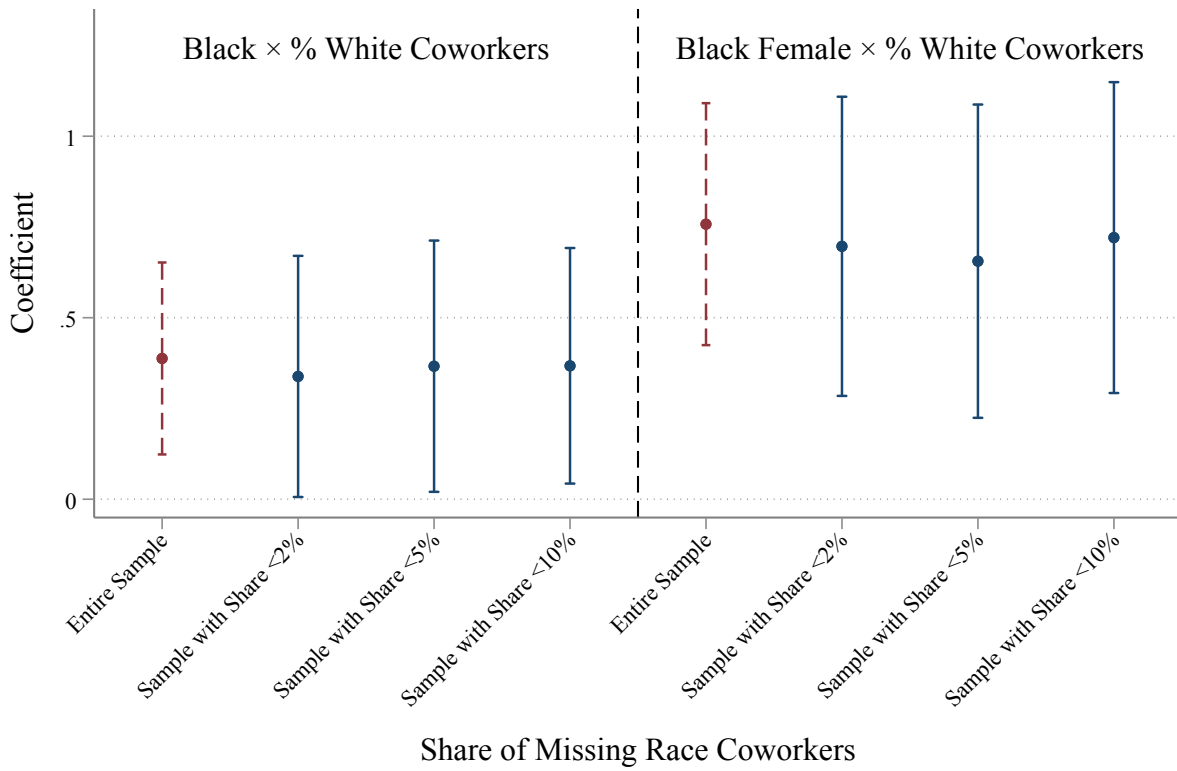 Black × % White Coworkers
Black Female × % White Coworkers
Coefficient
1
.5
0
Entire Sample
Sample with Share <2%
Sample with Share <5%
Sample with Share <10%
Entire Sample
Sample with Share <2%
Sample with Share <5%
Sample with Share <10%
Share of Missing Race Coworkers